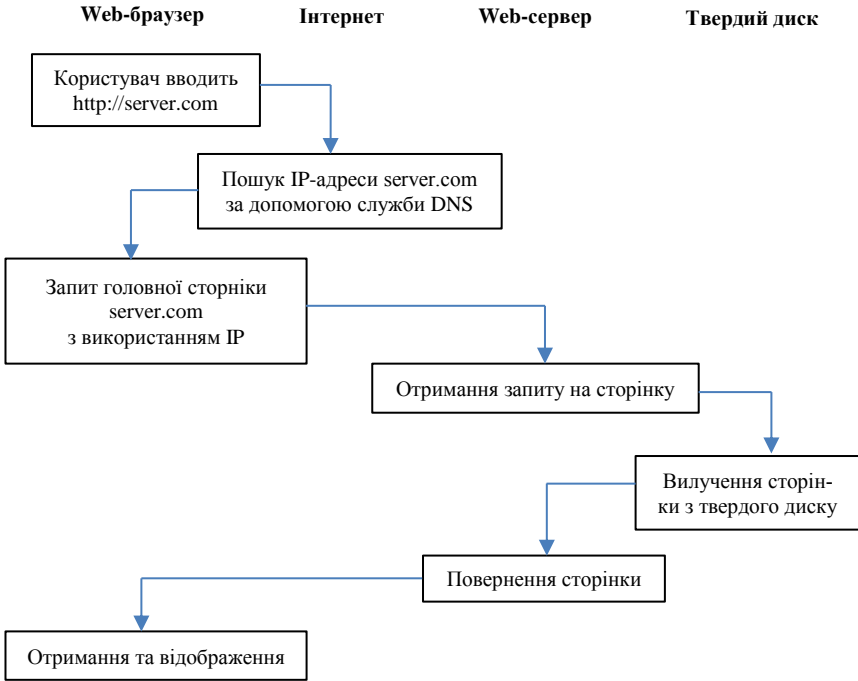 Web-браузер Інтернет Web-сервер Твердий диск
Користувач вводить
http://server.com
Пошук IP-адреси server.com
за допомогою служби DNS
Запит головної сторніки
server.com
з використанням IP
Отримання запиту на сторінку
Вилучення сторін-
ки з твердого диску
Повернення сторінки
Отримання та відображення